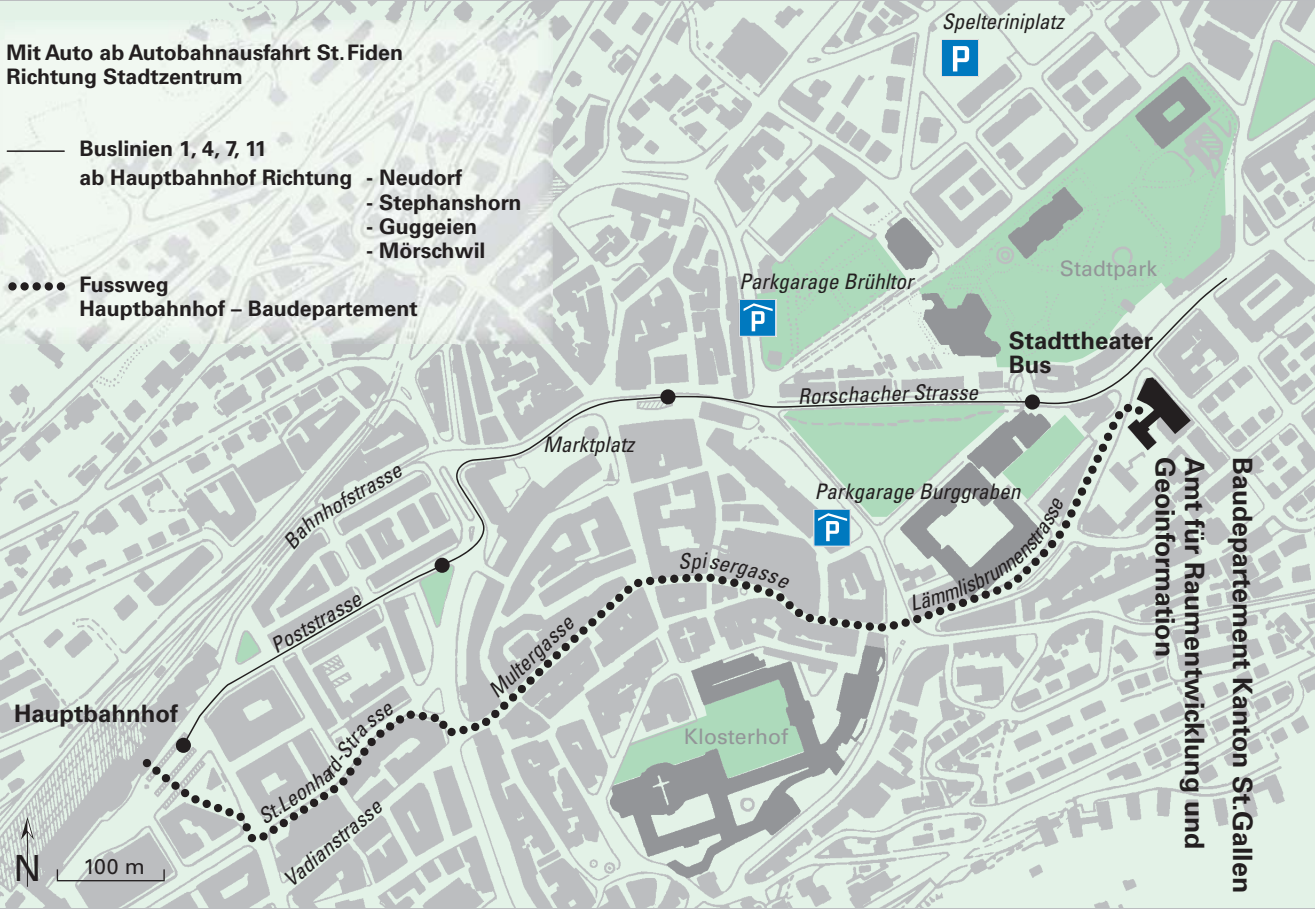 Mit Auto ab Autobahnausfahrt St. Fiden
Richtung Stadtzentrum
Buslinien 1, 4, 7, 11
ab Hauptbahnhof Richtung - Neudorf
- Stephanshorn
- Guggeien
- Mörschwil
Fussweg
Hauptbahnhof – Baudepartement
Spelteriniplatz
P
Stadtpark
Parkgarage Brühltor
P
Stadttheater
Bus
Rorschacher Strasse
Marktplatz
Bahnhofstrasse
Parkgarage Burggraben
P
Spisergasse
Lämmlisbrunnenstrasse
Poststrasse
Multergasse
Hauptbahnhof
St.Leonhard-Strasse
Klosterhof
Vadianstrasse
Baudepartement Kanton St.Gallen
Amt für Raumentwicklung und
Geoinformation
N
100 m